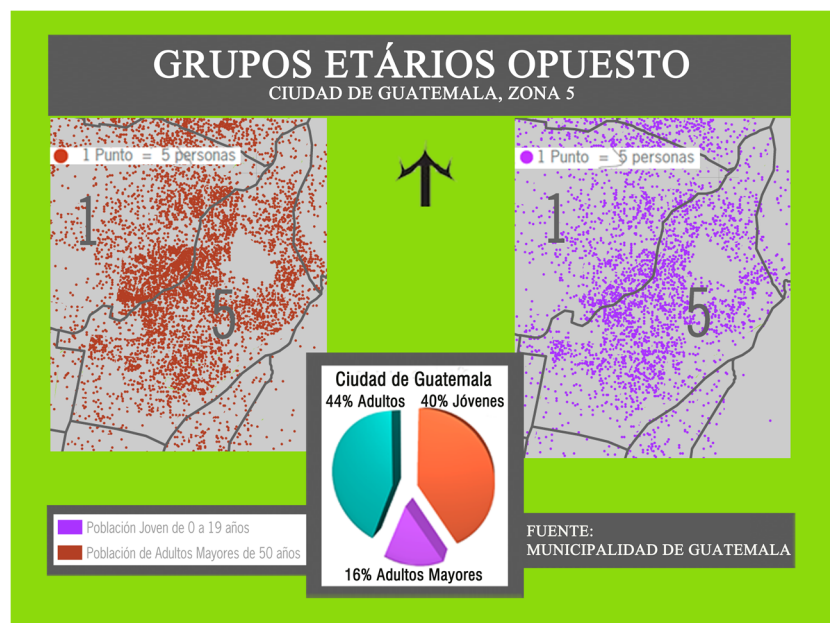 GRUPOS ETÁRIOS OPUESTO
CIUDAD DE GUATEMALA, ZONA 5
1 Punto = 5 personas
1 Punto = 5 personas
1
5
1
5
Ciudad de Guatemala
44% Adultos 40% Jóvenes
16% Adultos Mayores
Población Joven de 0 a 19 años
Población de Adultos Mayores de 50 años
FUENTE:
MUNICIPALIDAD DE GUATEMALA